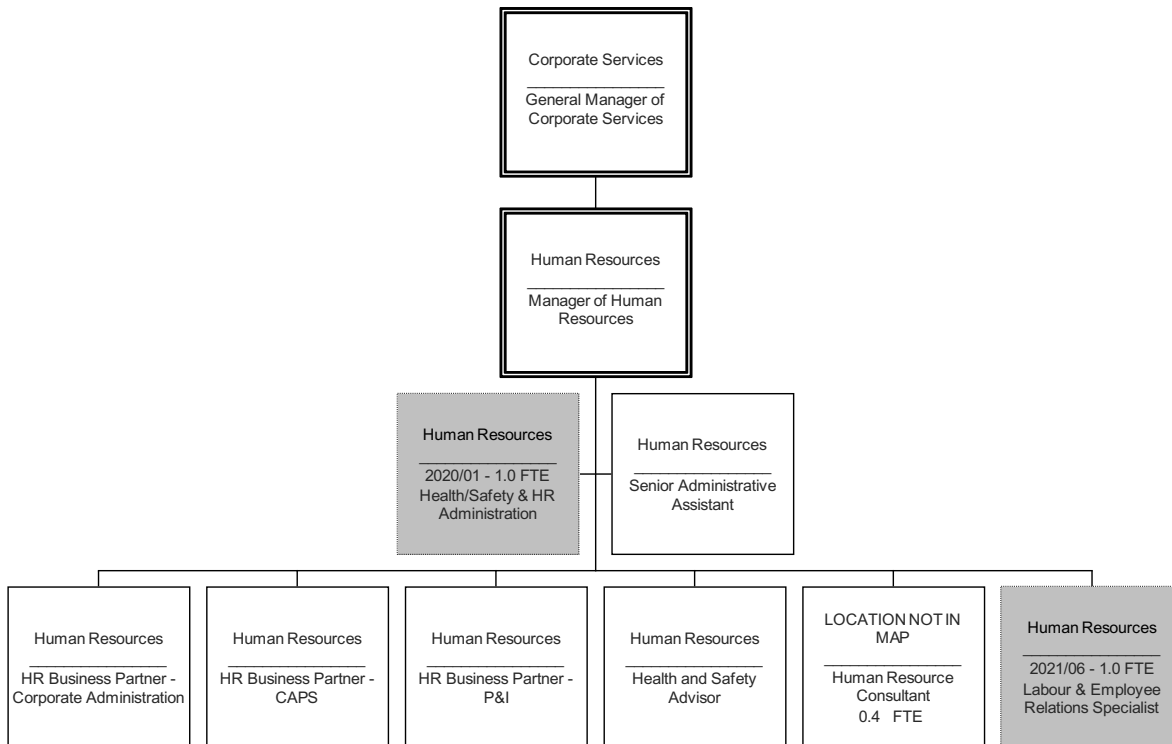 Corporate Services
General Manager of
Corporate Services
Human Resources
Manager of Human
Resources
Human Resources
2020/01 - 1.0 FTE
Health/Safety & HR
Administration
Human Resources
Senior Administrative
Assistant
Human Resources
HR Business Partner -
Corporate Administration
Human Resources
HR Business Partner -
CAPS
Human Resources
HR Business Partner -
P&I
Human Resources
Health and Safety
Advisor
LOCATION NOT IN
MAP
Human Resource
Consultant
0.4 FTE
Human Resources
2021/06 - 1.0 FTE
Labour & Employee
Relations Specialist